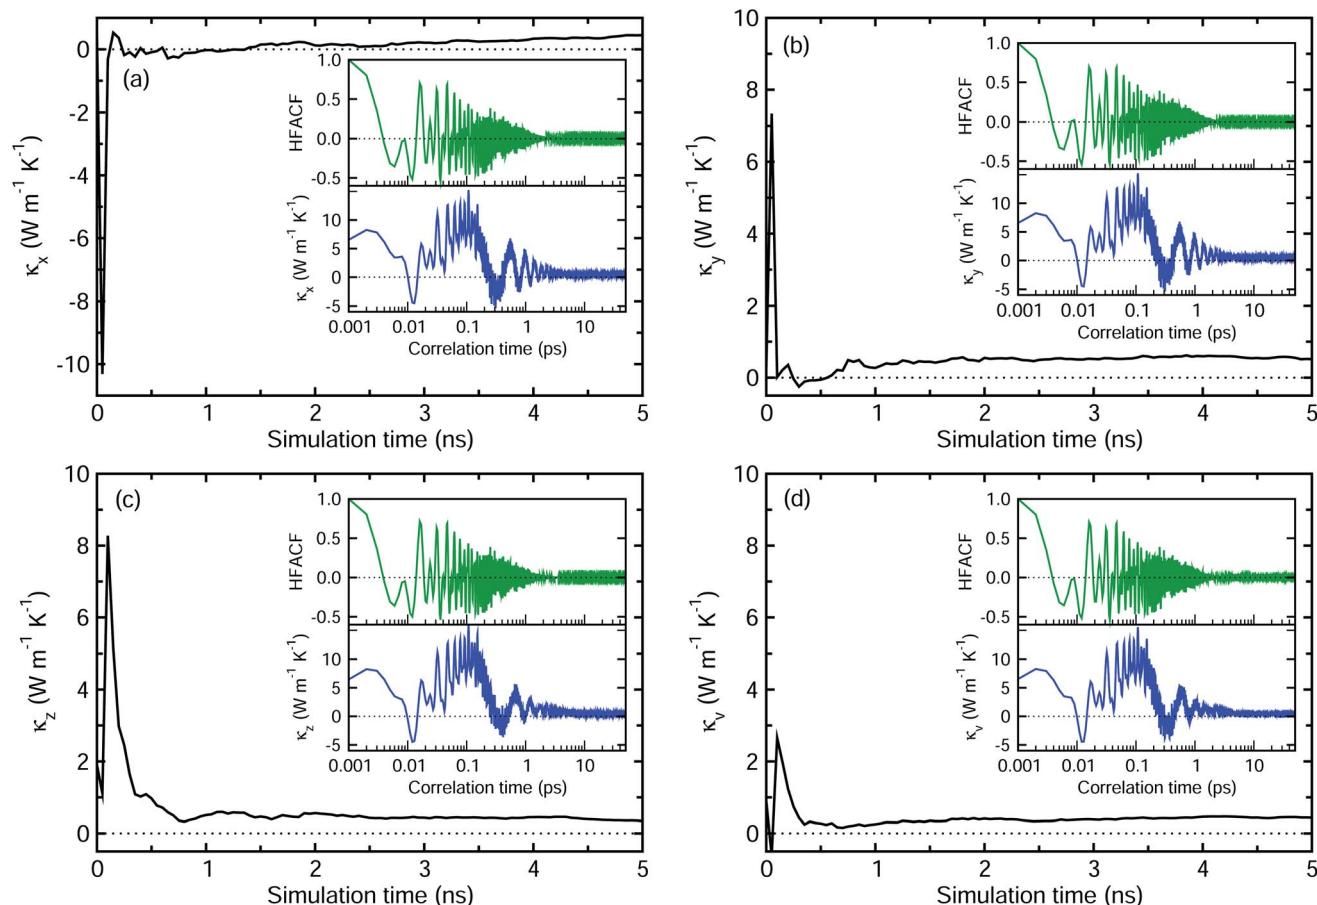 (a)
κx (W m-1 K-1)
0
-2
-4
-6
-8
-10
0 1 2 3 4 5
Simulation time (ns)
HFACF
1.0
0.5
0.0
-0.5
κx (W m-1 K-1)
10
5
0
-5
0.001 0.01 0.1 1 10
Correlation time (ps)
(b)
κy (W m-1 K-1)
10
8
6
4
2
0
0 1 2 3 4 5
Simulation time (ns)
HFACF
1.0
0.5
0.0
-0.5
κy (W m-1 K-1)
10
5
0
-5
0.001 0.01 0.1 1 10
Correlation time (ps)
(c)
κz (W m-1 K-1)
10
8
6
4
2
0
0 1 2 3 4 5
Simulation time (ns)
HFACF
1.0
0.5
0.0
-0.5
κz (W m-1 K-1)
10
5
0
-5
0.001 0.01 0.1 1 10
Correlation time (ps)
(d)
κv (W m-1 K-1)
10
8
6
4
2
0
0 1 2 3 4 5
Simulation time (ns)
HFACF
1.0
0.5
0.0
-0.5
κv (W m-1 K-1)
10
5
0
-5
0.001 0.01 0.1 1 10
Correlation time (ps)